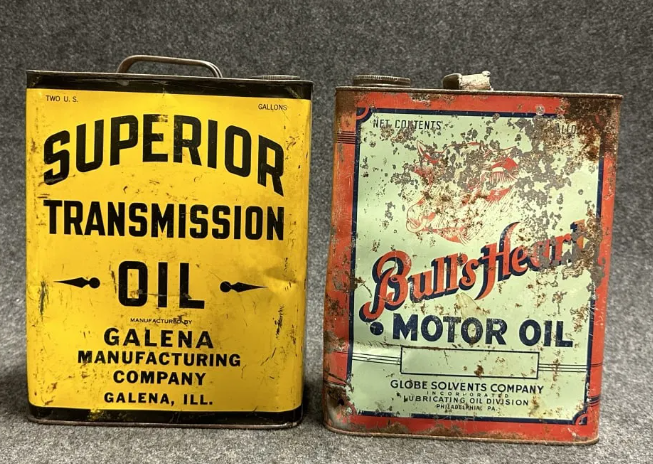 TWO U.S. GALLONS
SUPERIOR
TRANSMISSION
OIL
MANUFACTURED BY
GALENA
MANUFACTURING
COMPANY
GALENA, ILL.
NET CONTENTS
Bull's Heart
MOTOR OIL
GLOBE SOLVENTS COMPANY
INCORPORATED
LUBRICATING OIL DIVISION
PHILADELPHIA PA.